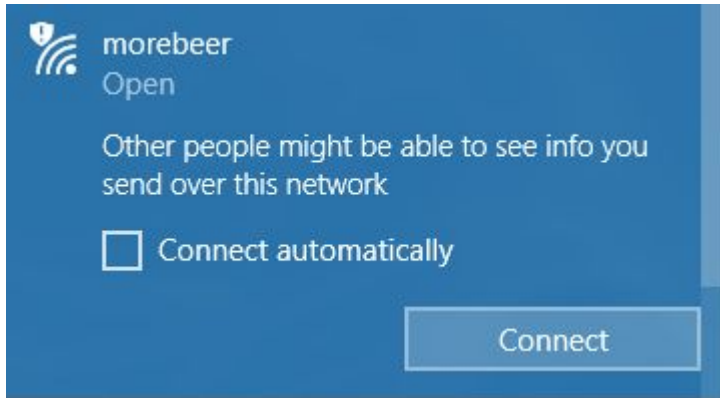 morebeer
Open
Other people might be able to see info you
send over this network
Connect automatically
Connect